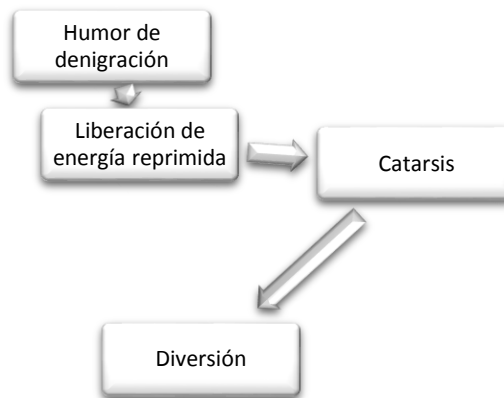 Humor de
denigración
Liberación de
energía reprimida
Catarsis
Diversión